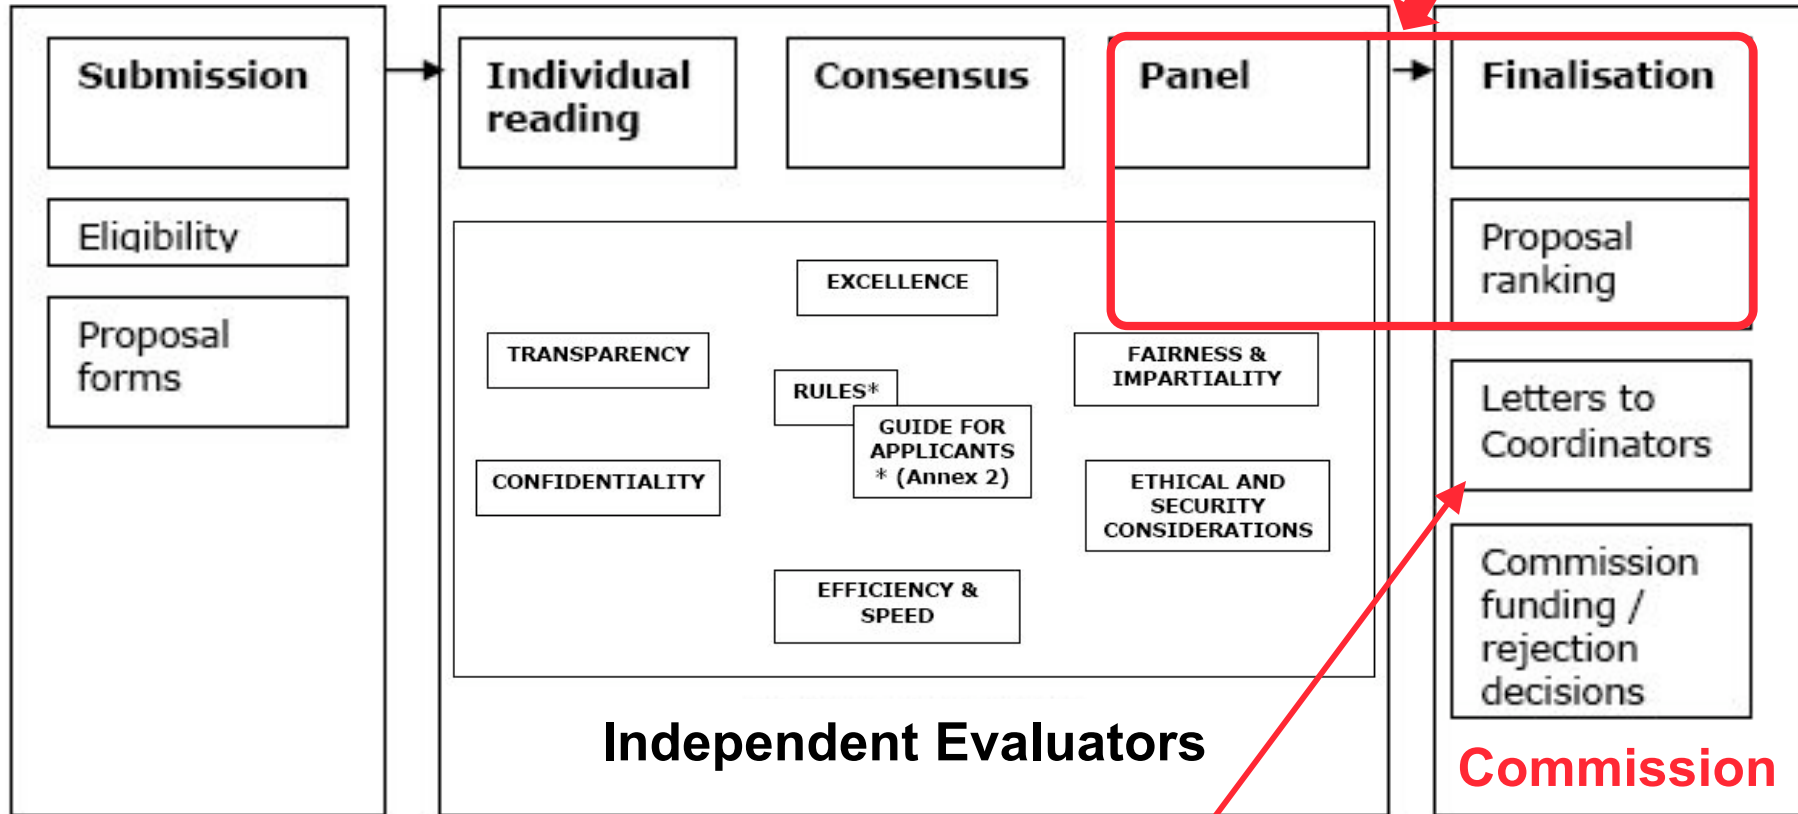 Submission
Eligibility
Proposal
forms
Individual
reading
Consensus
Panel
EXCELLENCE
TRANSPARENCY
FAIRNESS &
IMPARTIALITY
RULES*
GUIDE FOR
APPLICANTS
* (Annex 2)
CONFIDENTIALITY
ETHICAL AND
SECURITY
CONSIDERATIONS
EFFICIENCY &
SPEED
Independent Evaluators
Finalisation
Proposal
ranking
Letters to
Coordinators
Commission
funding /
rejection
decisions
Commission